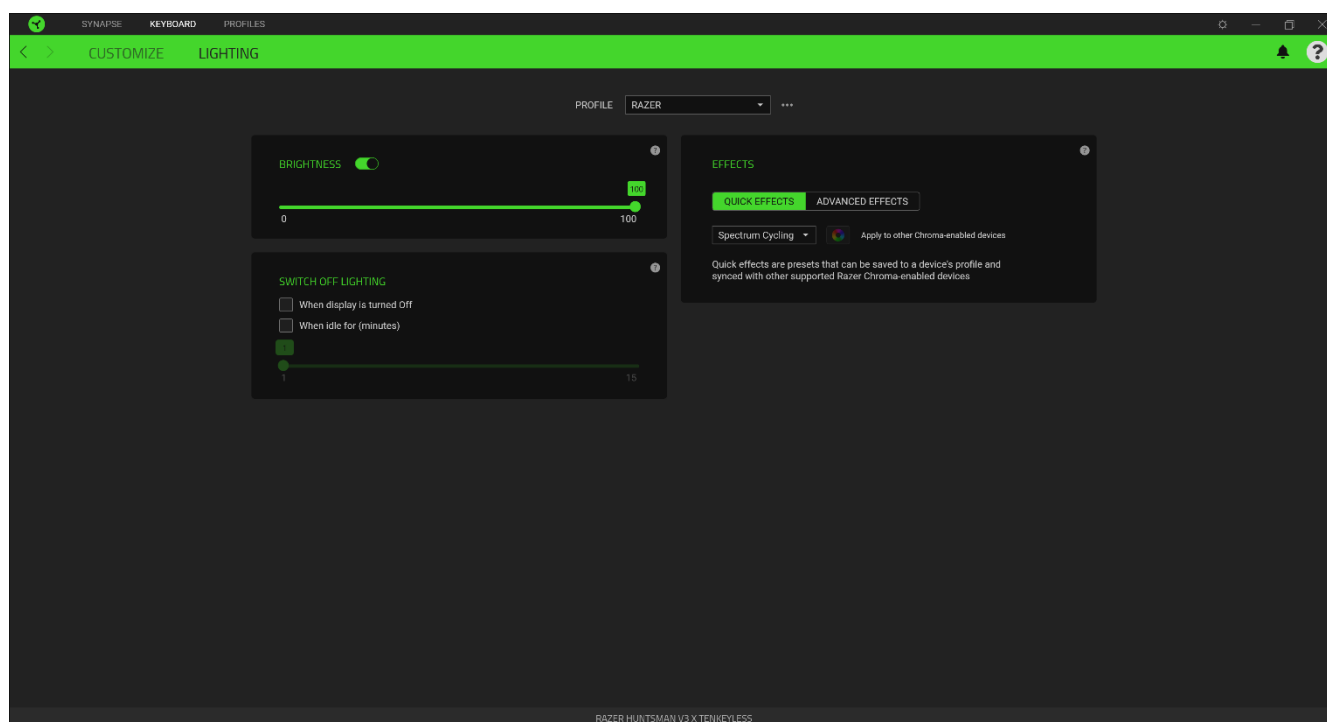 SYNAPSE KEYBOARD PROFILES
CUSTOMIZE LIGHTING
?
PROFILE RAZER
BRIGHTNESS
?
100
0 100
SWITCH OFF LIGHTING
?
When display is turned Off
When idle for (minutes)
1
1 15
EFFECTS
?
QUICK EFFECTS ADVANCED EFFECTS
Spectrum Cycling Apply to other Chroma-enabled devices
Quick effects are presets that can be saved to a device's profile and
synced with other supported Razer Chroma-enabled devices
RAZER HUNTSMAN V3 X TENKEYLESS